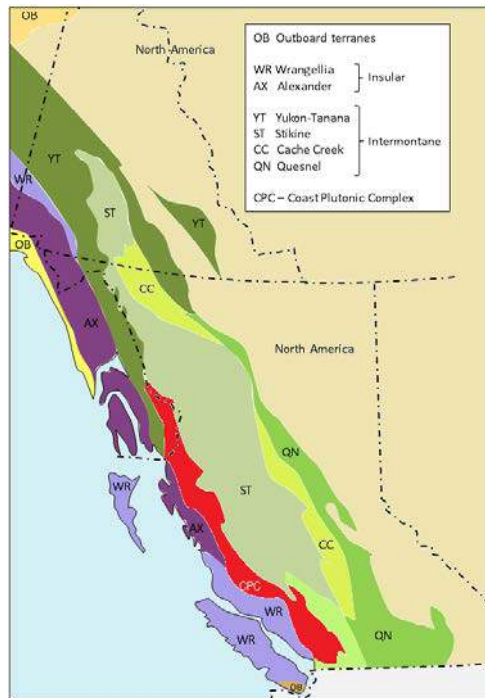 OB
North America
OB Outboard terranes
WR Wrangellia
AX Alexander
Insular
YT Yukon-Tanana
ST Stikine
CC Cache Creek
QN Quesnel
Intermontane
CPC – Coast Plutonic Complex
YT
WR
ST
YT
OB
CC
AX
North America
QN
WR
ST
AX
CC
CPC
WR
WR
QN
OB